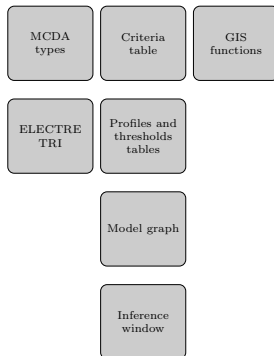 MCDA
types
Criteria
table
GIS
functions
ELECTRE
TRI
Profiles and
thresholds
tables
Model graph
Inference
window